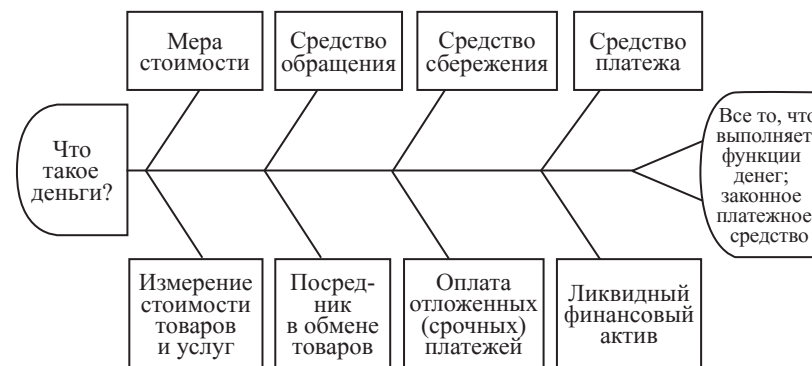 Мера
стоимости
Средство
обращения
Средство
сбережения
Средство
платежа
Что
такое
деньги?
Все то, что
выполняет
функции
денег;
законное
платежное
средство
Измерение
стоимости
товаров
и услуг
Посред-
ник
в обмене
товаров
Оплата
отложенных
(срочных)
платежей
Ликвидный
финансовый
актив